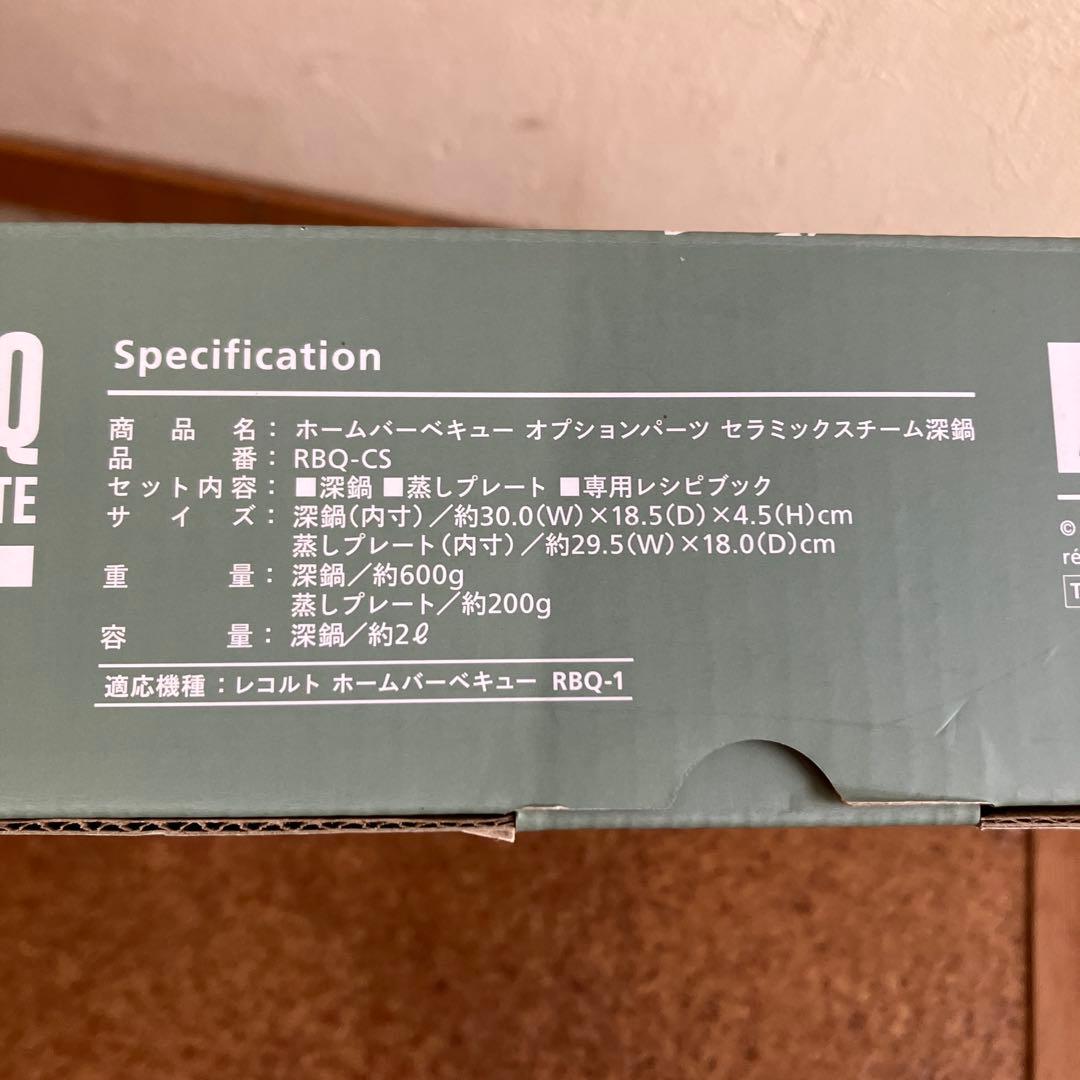 Q
TE
Specification
商品名：ホームバーベキュー オプションパーツ セラミックスチーム深鍋
品番：RBQ-CS
セット内容：■深鍋 ■蒸しプレート ■専用レシピブック
サイズ：深鍋（内寸）／約30.0（W）×18.5（D）×4.5（H）cm
蒸しプレート（内寸）／約29.5（W）×18.0（D）cm
重量：深鍋／約600g
蒸しプレート／約200g
容量：深鍋／約2ℓ
適応機種：レコルト ホームバーベキュー RBQ-1
©
ré
T